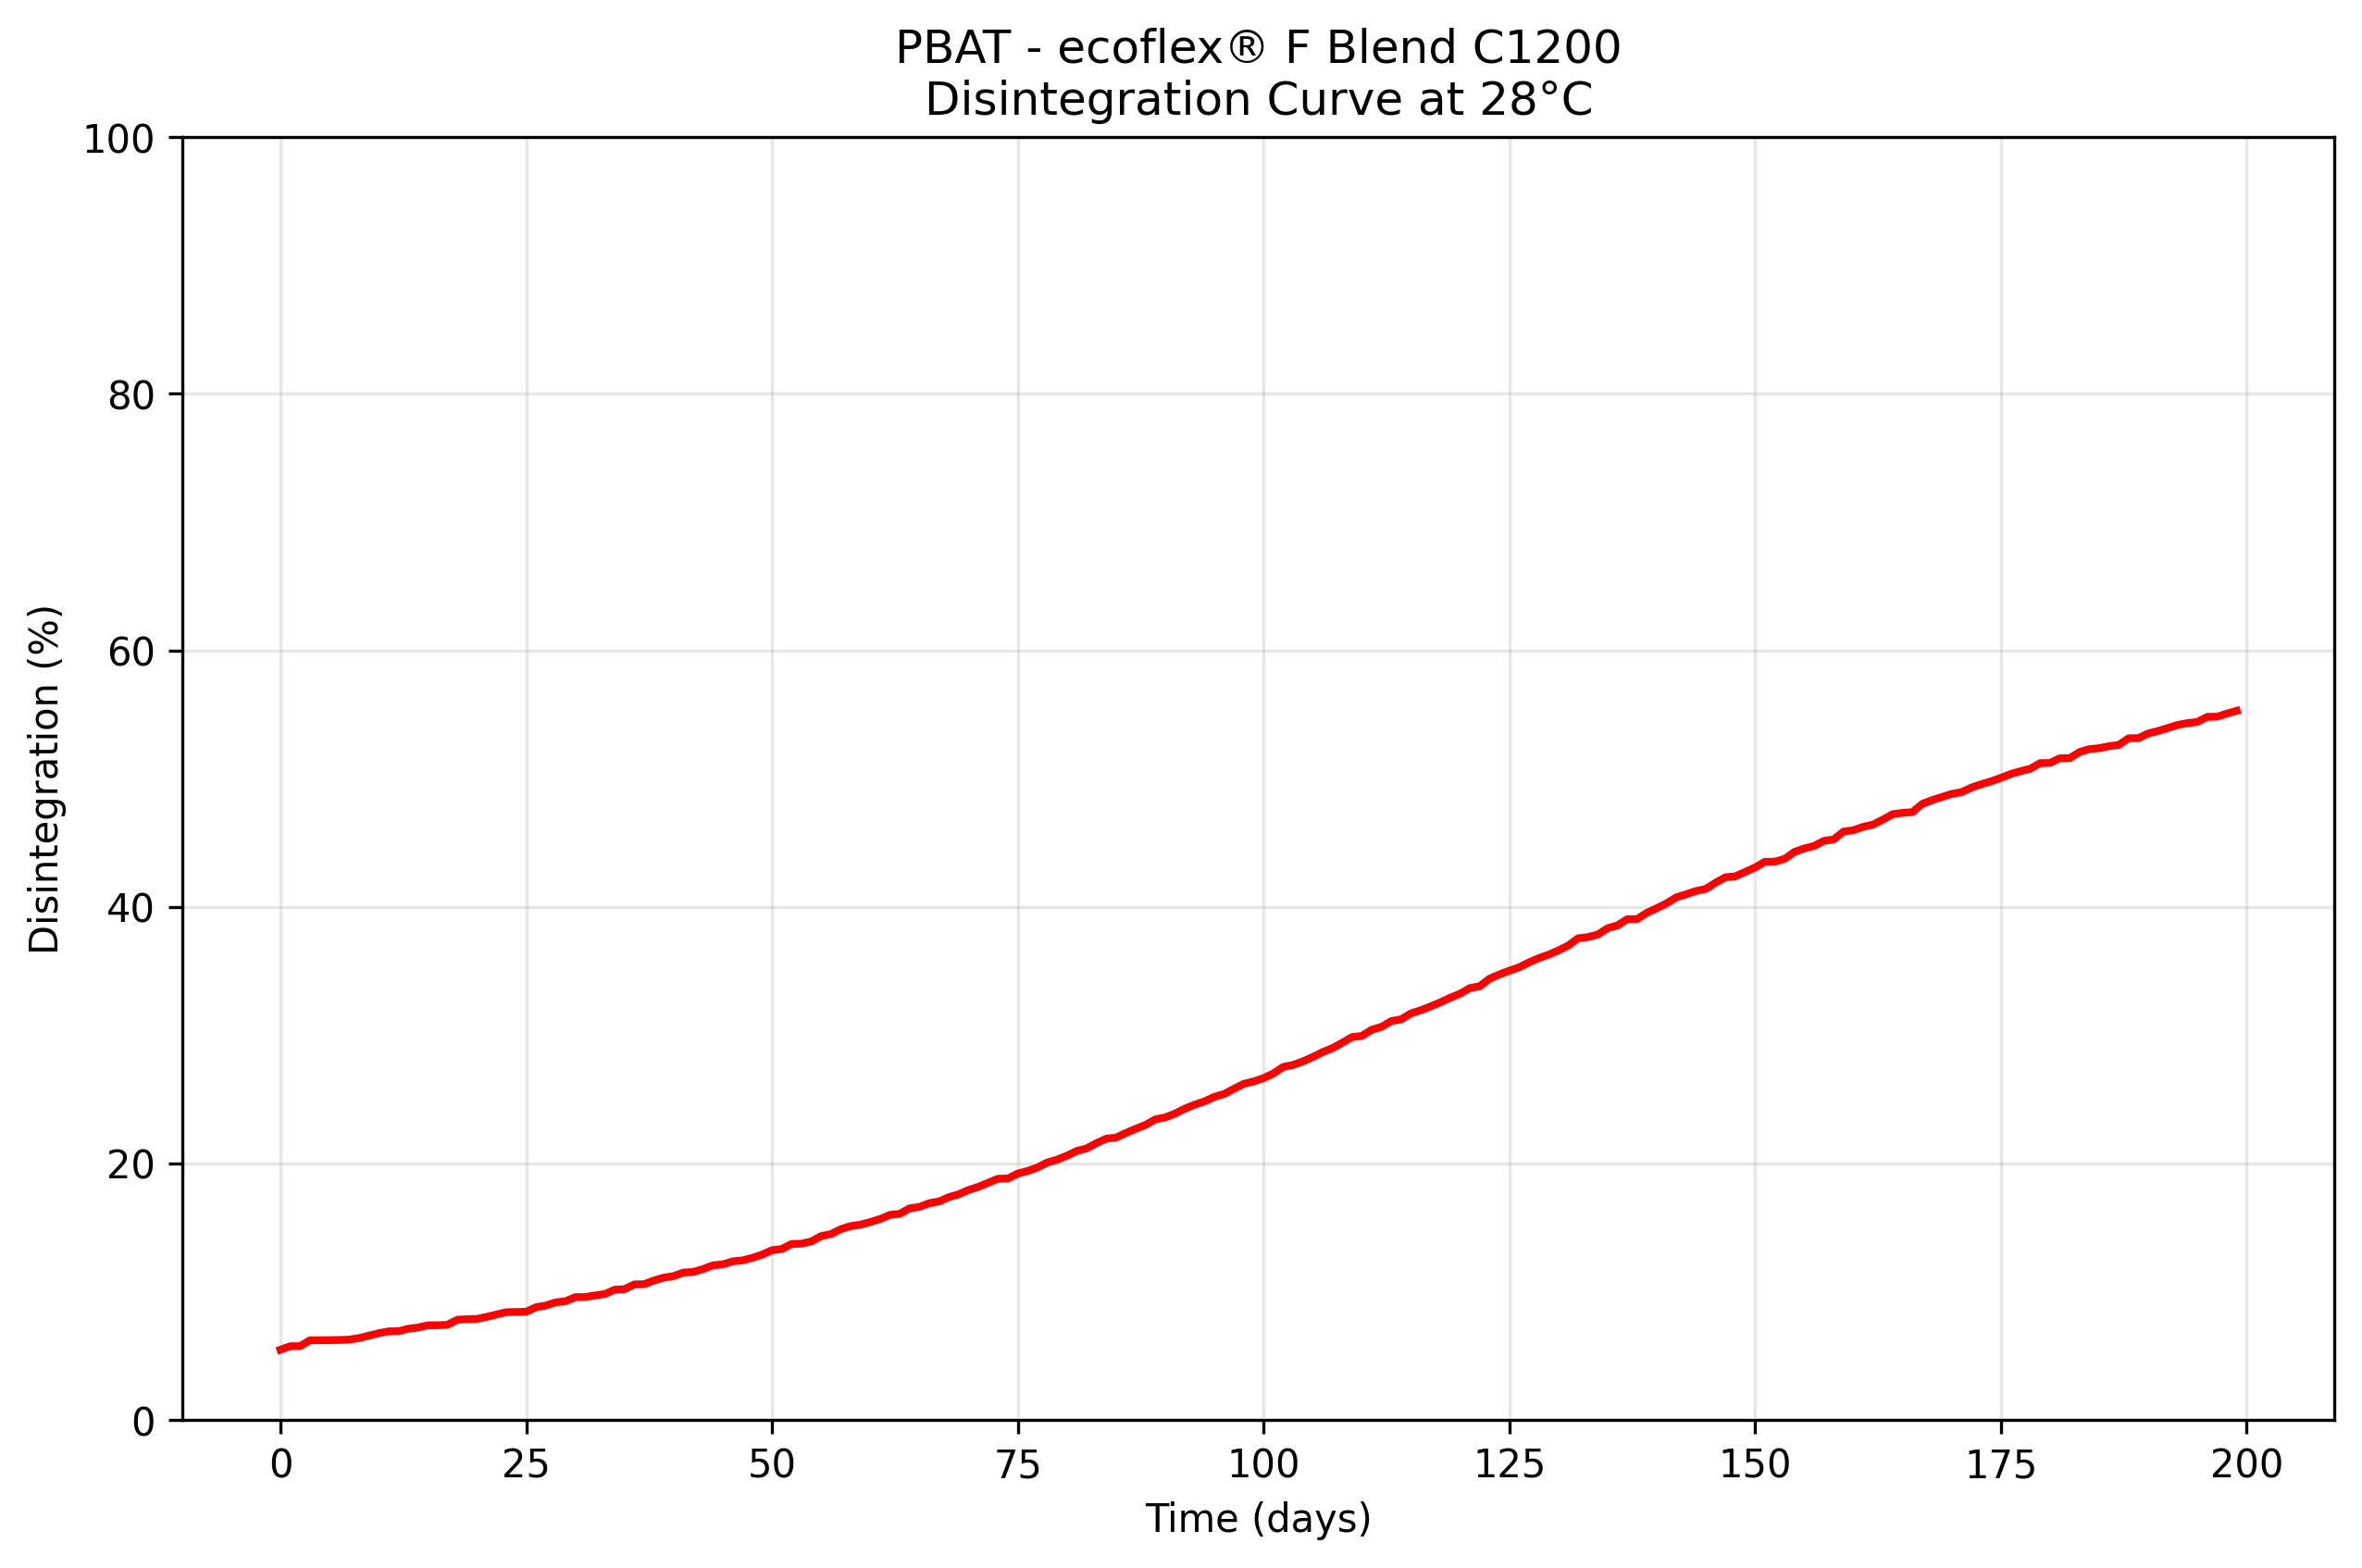 PBAT - ecoflex® F Blend C1200
Disintegration Curve at 28°C
100
80
60
40
20
0
Disintegration (%)
0 25 50 75 100 125 150 175 200
Time (days)